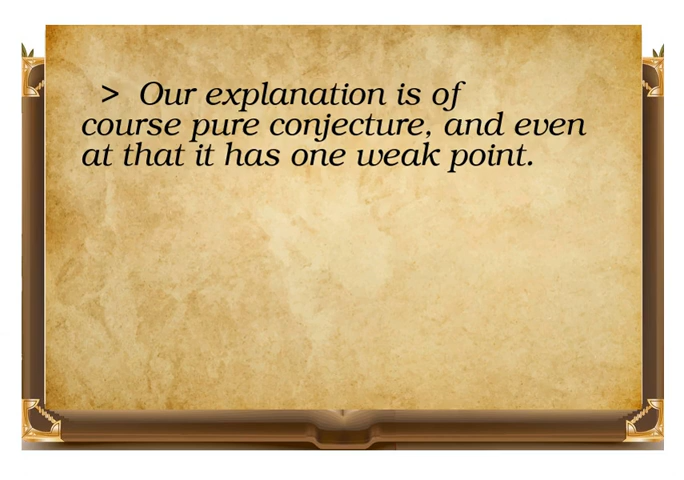 > Our explanation is of
course pure conjecture, and even
at that it has one weak point.